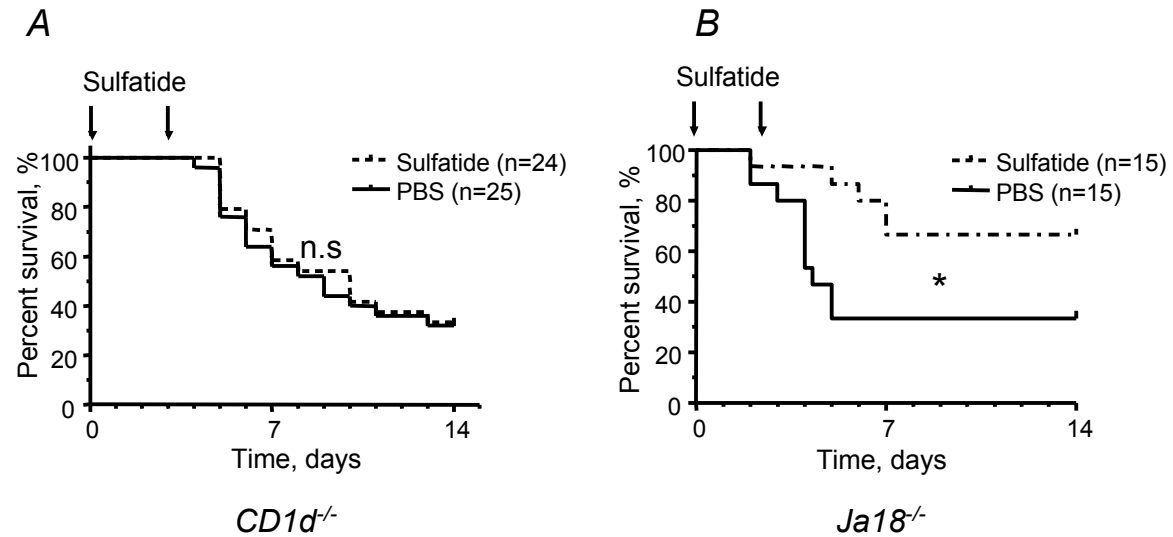 A
Sulfatide
Percent survival, %
100
80
60
40
20
0
Sulfatide (n=24)
PBS (n=25)
n.s
0
7
14
Time, days
CD1d-/-
B
Sulfatide
Percent survival, %
100
80
60
40
20
0
Sulfatide (n=15)
PBS (n=15)
*
0
7
14
Time, days
Ja18-/-